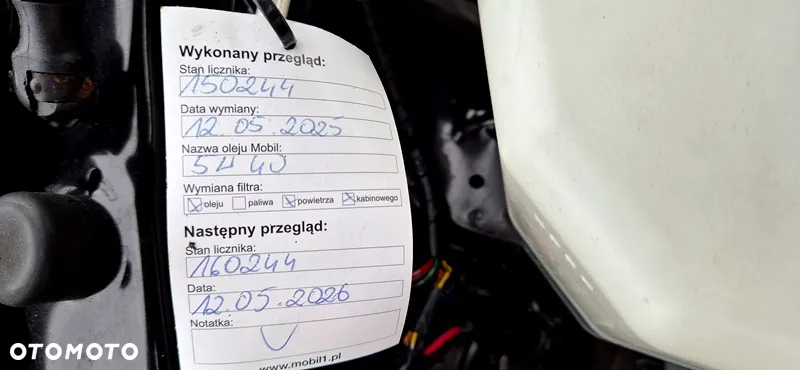 Wykonany przegląd:
Stan licznika:
150244
Data wymiany:
12.05.2025
Nazwa oleju Mobil:
5W40
Wymiana filtra:
oleju paliwa powietrza kabinowego
Następny przegląd:
Stan licznika:
160244
Data:
12.05.2026
Notatka:
www.mobil1.pl
OTOMOTO